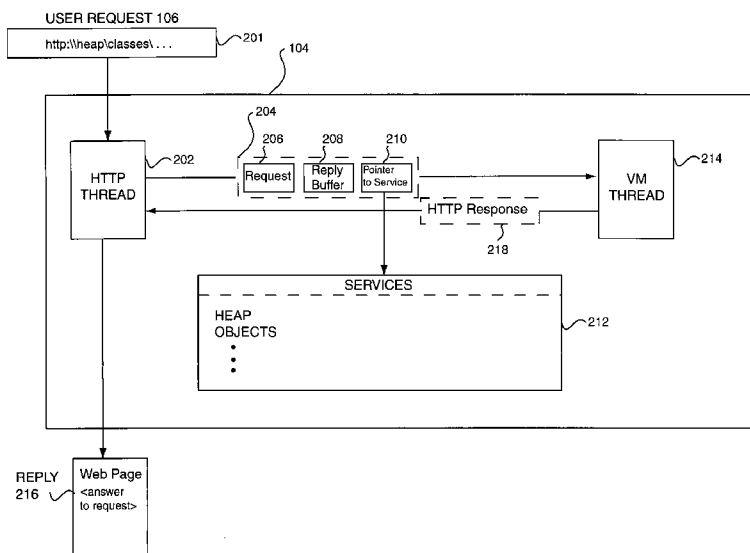 USER REQUEST 106
http:\\heap\classes\ . . .
201
104
204
206
208
210
202
214
HTTP
THREAD
Request
Reply
Buffer
Pointer
to Service
VM
THREAD
HTTP Response
218
SERVICES
HEAP
OBJECTS
212
REPLY
216
Web Page
<answer
to request>